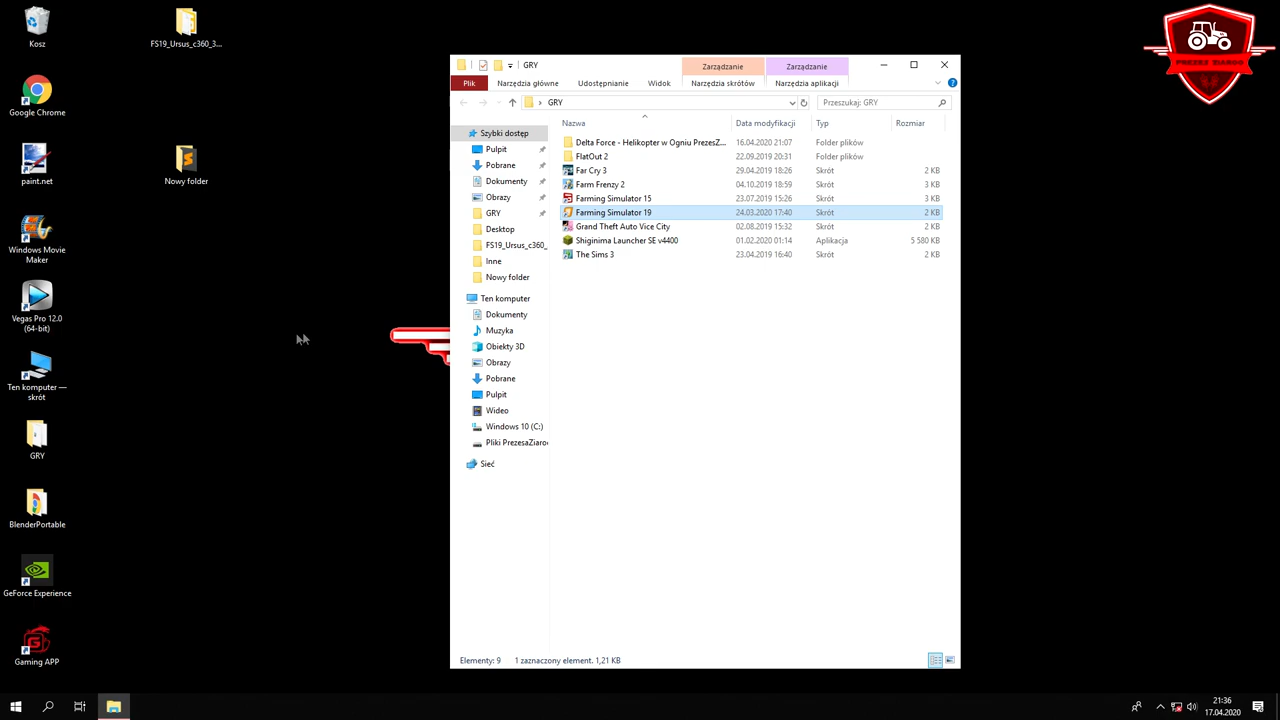 Kosz
FS19_Ursus_c360_3...
Google Chrome
paint.net
Nowy folder
Windows Movie
Maker
Vegas Pro 12.0
(64-bit)
Ten komputer —
skrót
GRY
BlenderPortable
GeForce Experience
Gaming APP
PREZES ZIAROO
GRY
Zarządzanie
Zarządzanie
Plik
Narzędzia główne
Udostępnianie
Widok
Narzędzia skrótów
Narzędzia aplikacji
GRY
Przeszukaj: GRY
Nazwa
Data modyfikacji
Typ
Rozmiar
Szybki dostęp
Pulpit
Pobrane
Dokumenty
Obrazy
GRY
Desktop
FS19_Ursus_c360_
Inne
Nowy folder
Ten komputer
Dokumenty
Muzyka
Obiekty 3D
Obrazy
Pobrane
Pulpit
Wideo
Windows 10 (C:)
Pliki PrezesaZiaroo
Sieć
Delta Force - Helikopter w Ogniu PrezesZ... 16.04.2020 21:07 Folder plików
FlatOut 2 22.09.2019 20:31 Folder plików
Far Cry 3 29.04.2019 18:26 Skrót 2 KB
Farm Frenzy 2 04.10.2019 18:59 Skrót 3 KB
Farming Simulator 15 23.07.2019 15:26 Skrót 3 KB
Farming Simulator 19 24.03.2020 17:40 Skrót 2 KB
Grand Theft Auto Vice City 02.08.2019 15:32 Skrót 2 KB
Shiginima Launcher SE v4400 01.02.2020 01:14 Aplikacja 5 580 KB
The Sims 3 23.04.2019 16:40 Skrót 2 KB
Elementy: 9 1 zaznaczony element. 1,21 KB
21:36
17.04.2020